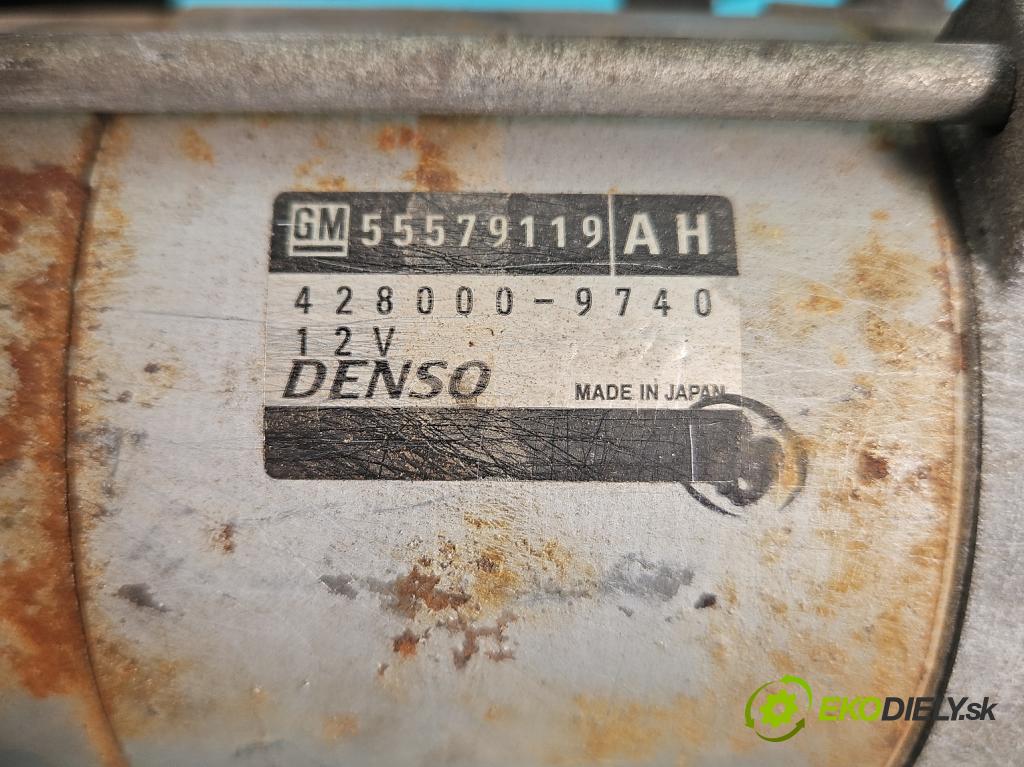 GM 55579119 AH
428000-9740
12V
DENSO MADE IN JAPAN
EKODIELY.sk